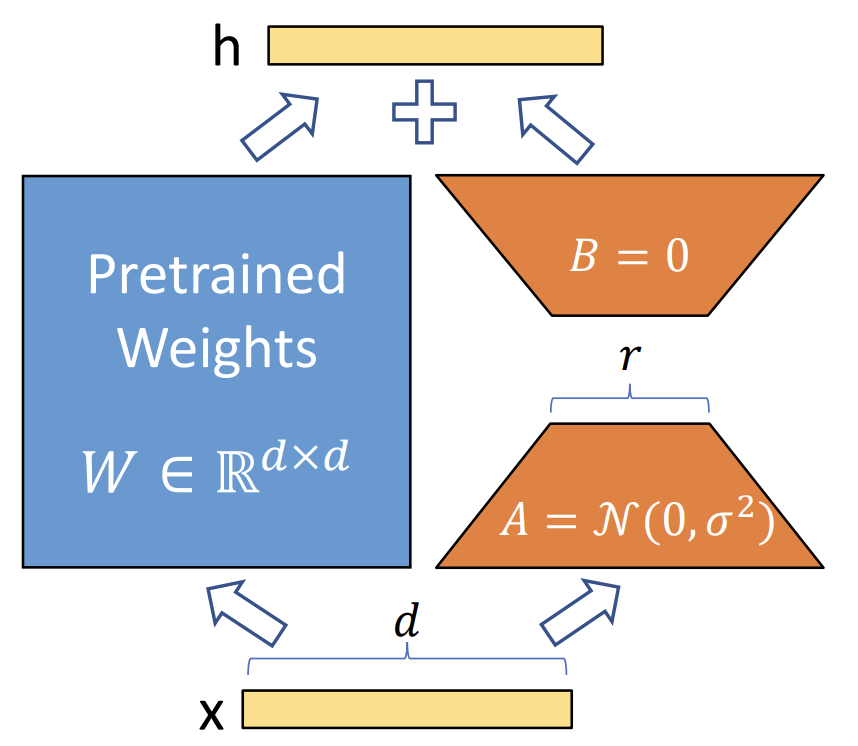 h
Pretrained
Weights
W ∈ ℝ^{d×d}
B = 0
r
A = 𝒩(0, σ²)
d
x